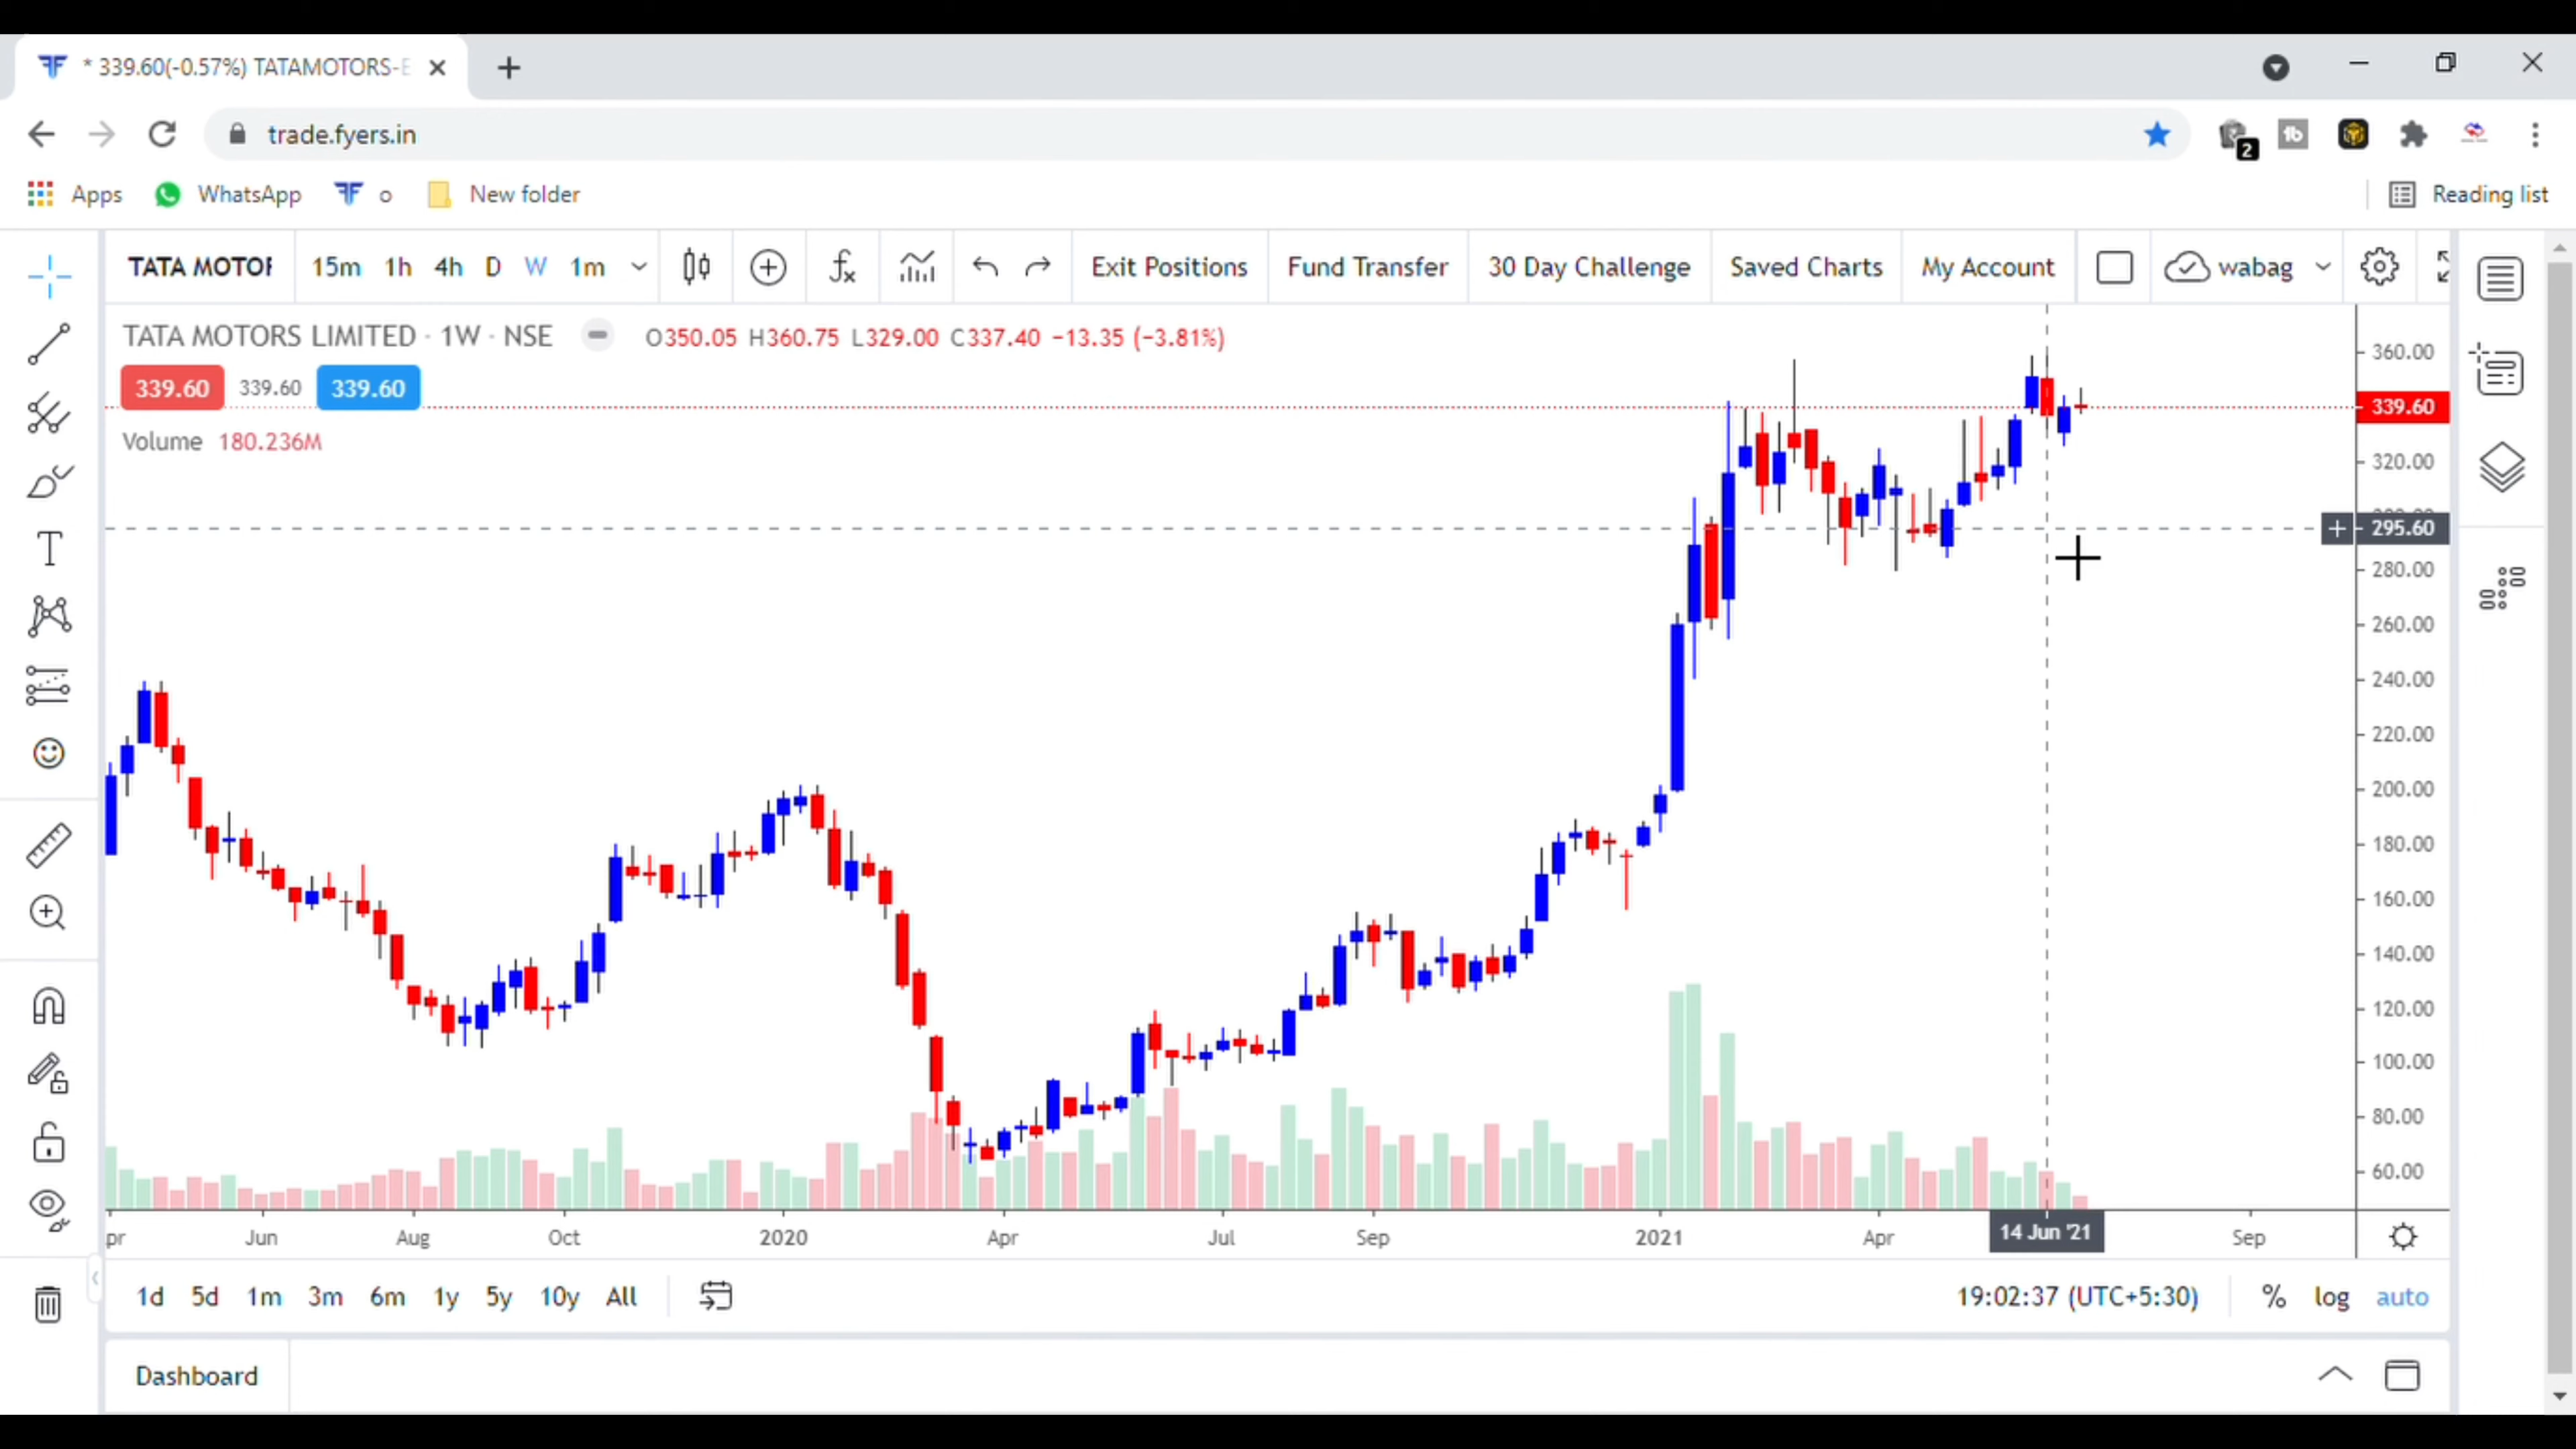 * 339.60(-0.57%) TATAMOTORS-E
trade.fyers.in
2
Apps WhatsApp o New folder Reading list
TATA MOTOR 15m 1h 4h D W 1m Exit Positions Fund Transfer 30 Day Challenge Saved Charts My Account wabag
TATA MOTORS LIMITED · 1W · NSE O350.05 H360.75 L329.00 C337.40 −13.35 (−3.81%)
339.60 339.60 339.60
Volume 180.236M
360.00
339.60
320.00
295.60
280.00
260.00
240.00
220.00
200.00
180.00
160.00
140.00
120.00
100.00
80.00
60.00
pr Jun Aug Oct 2020 Apr Jul Sep 2021 Apr 14 Jun '21 Sep
1d 5d 1m 3m 6m 1y 5y 10y All 19:02:37 (UTC+5:30) % log auto
Dashboard